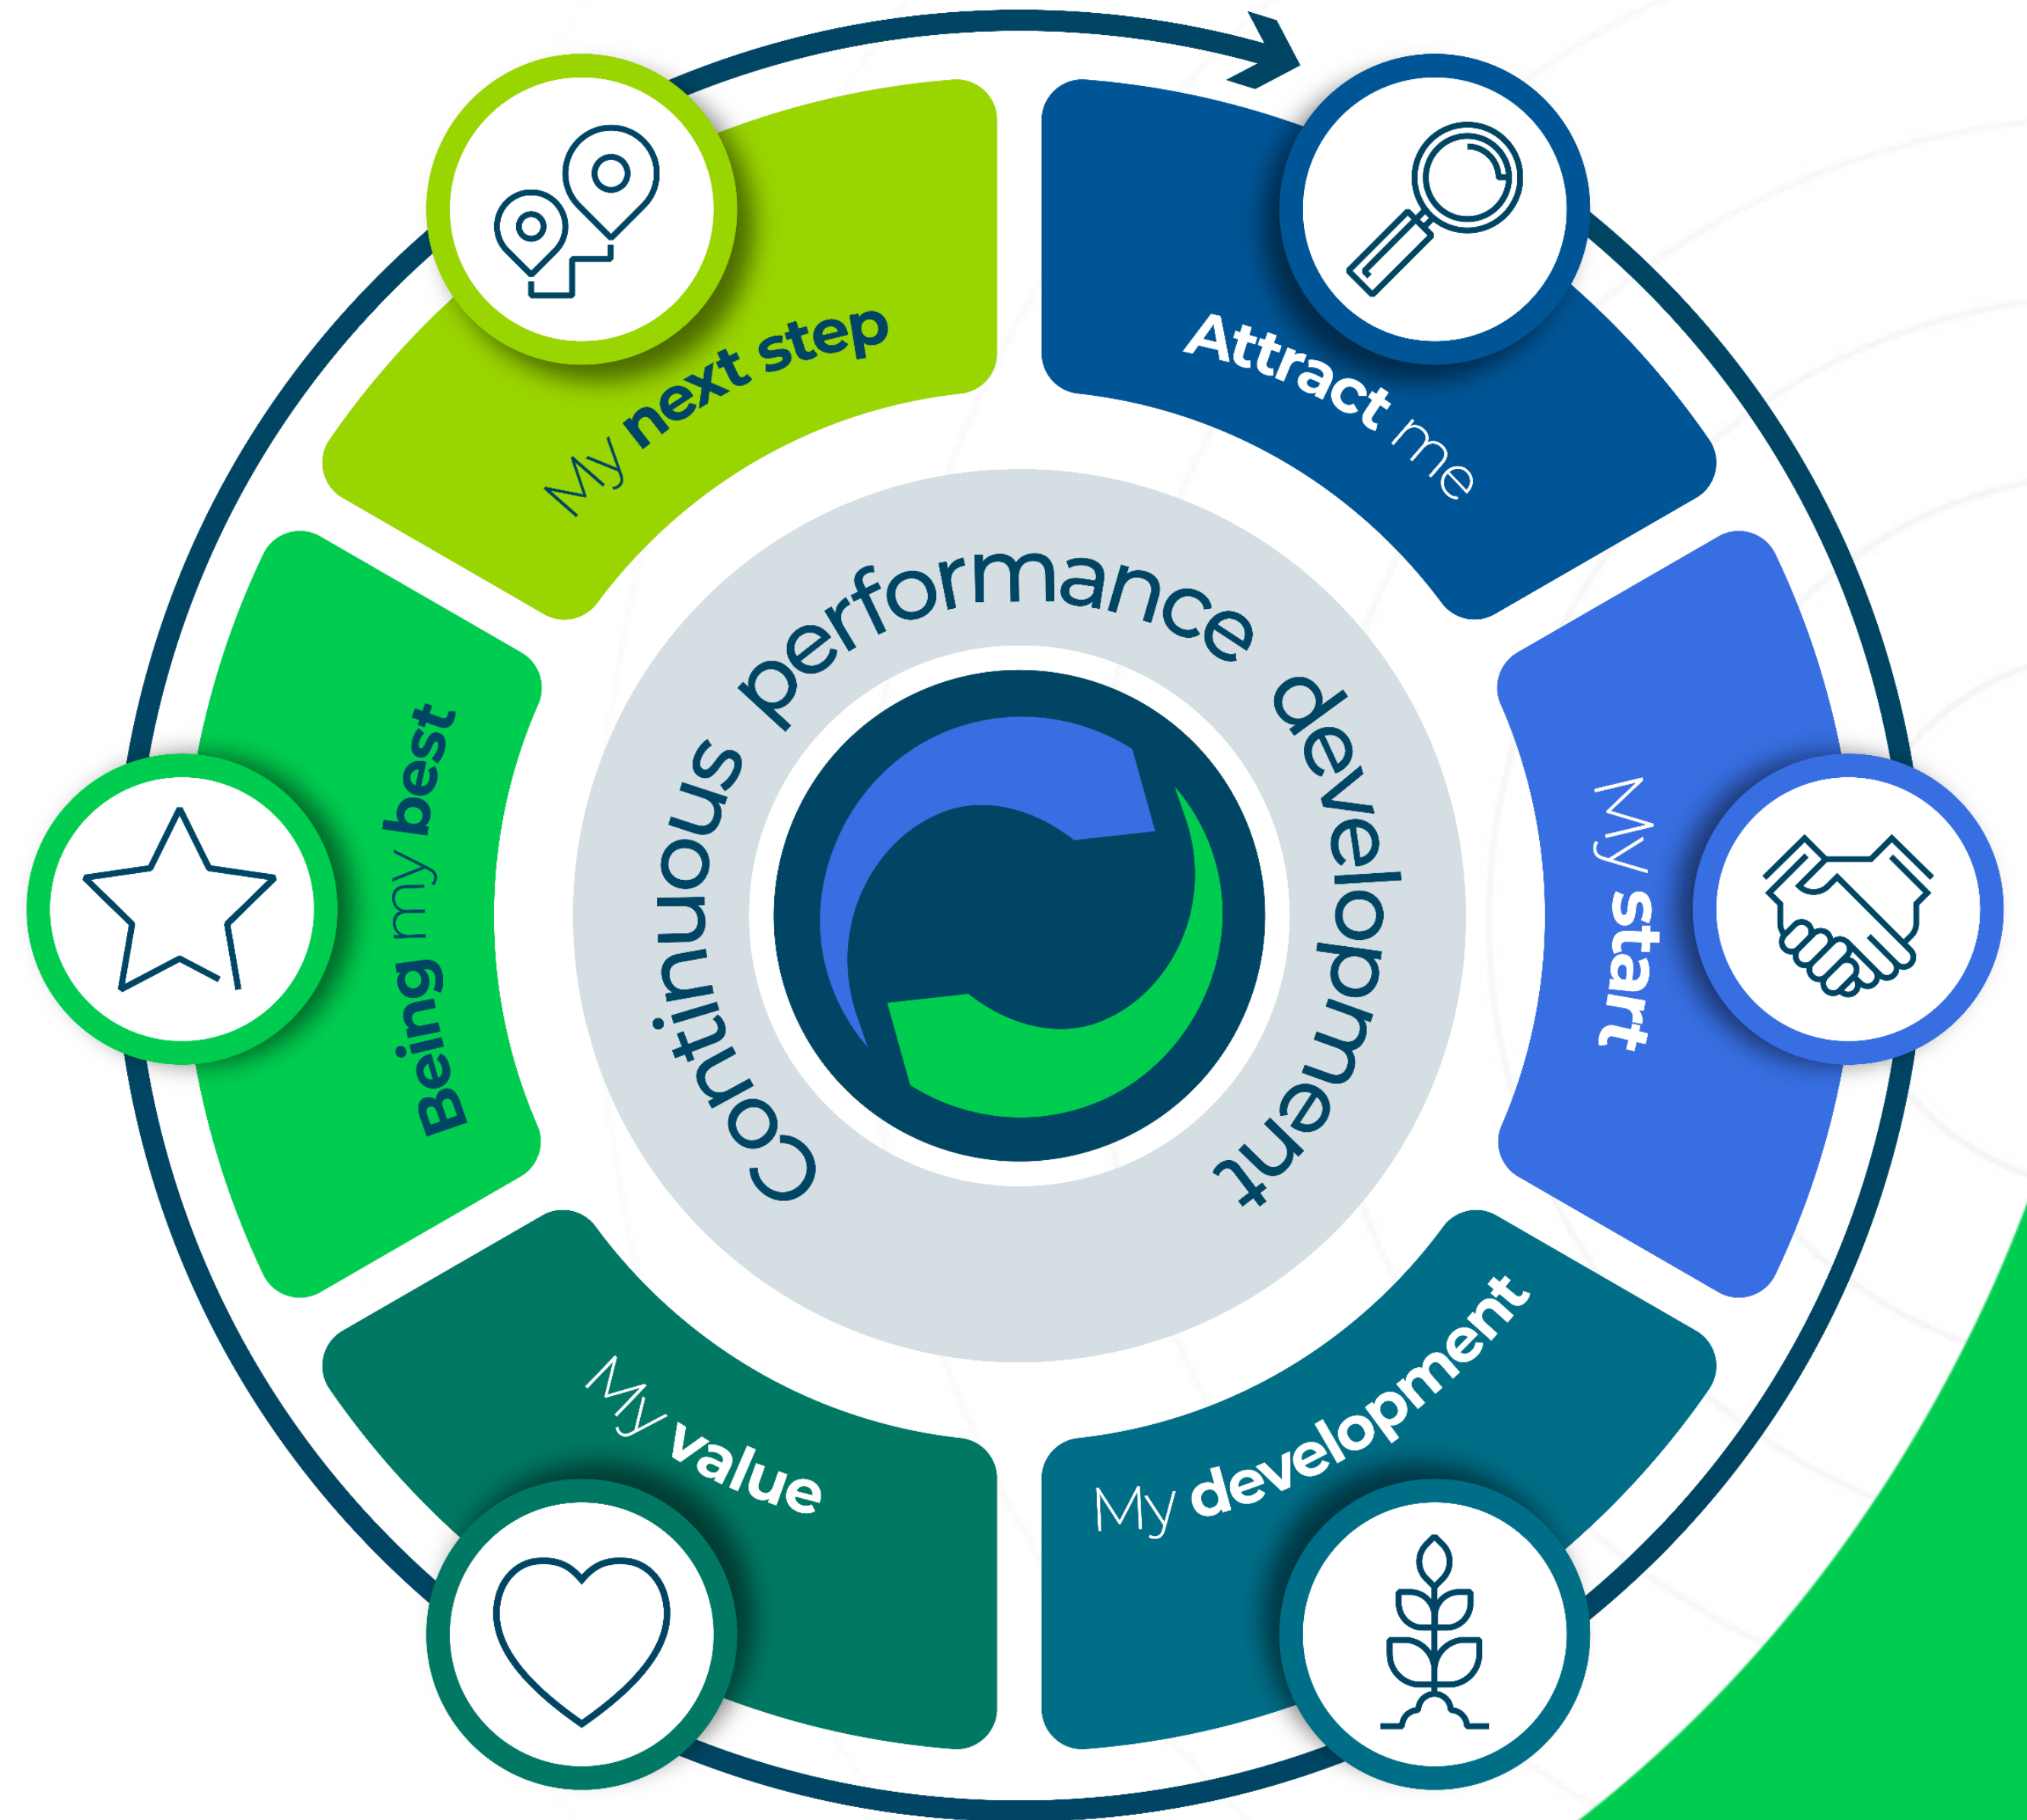 Attract me
My start
My development
My value
Being my best
My next step
Continuous performance development